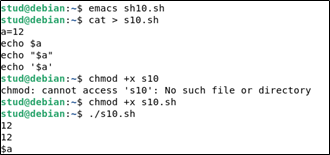 stud@debian:~$ emacs sh10.sh
stud@debian:~$ cat > s10.sh
a=12
echo $a
echo "$a"
echo '$a'
stud@debian:~$ chmod +x s10
chmod: cannot access 's10': No such file or directory
stud@debian:~$ chmod +x s10.sh
stud@debian:~$ ./s10.sh
12
12
$a